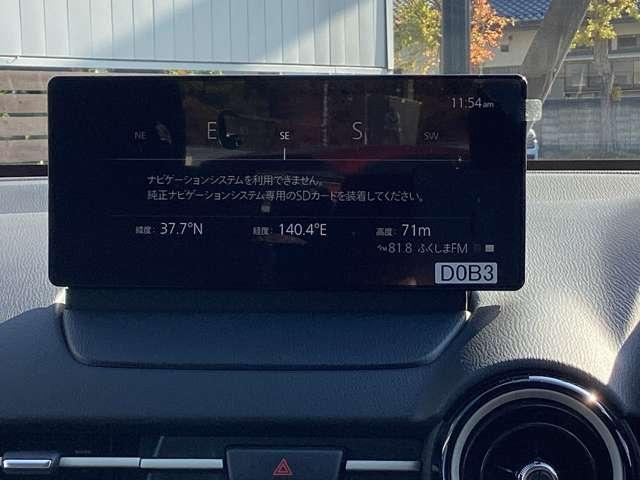 11:54am
NE E SE S SW
ナビゲーションシステムを利用できません。
純正ナビゲーションシステム専用のSDカードを装着してください。
緯度: 37.7°N 経度: 140.4°E 高度: 71m
FM 81.8 ふくしまFM
D0B3